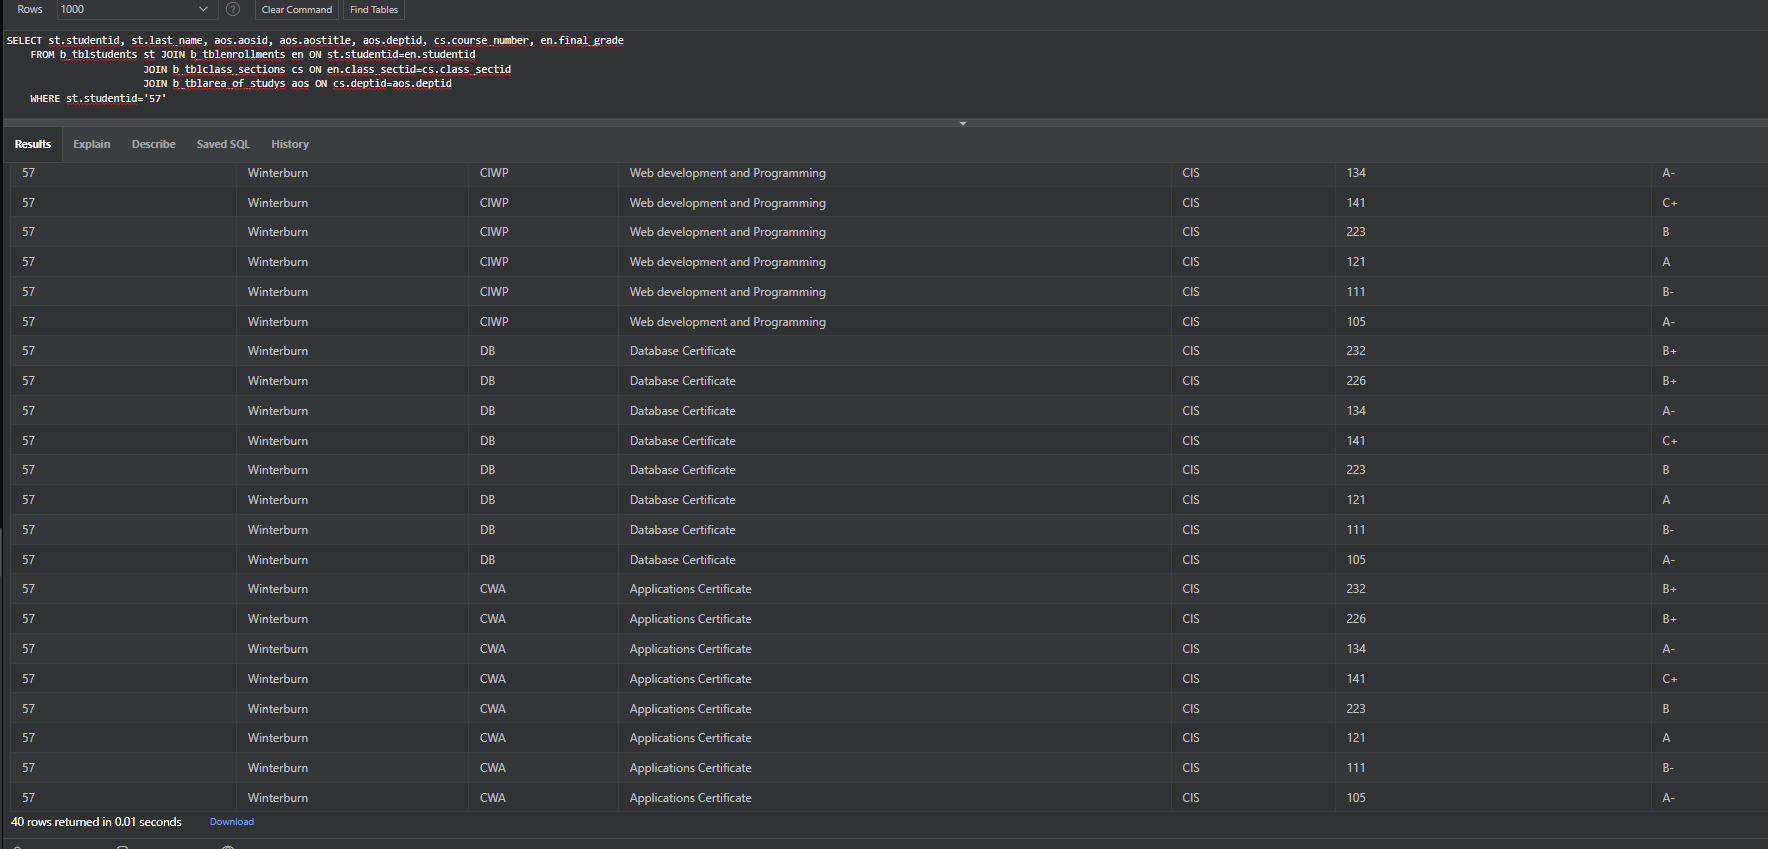 Rows 1000 ? Clear Command Find Tables
SELECT st.studentid, st.last_name, aos.aosid, aos.aostitle, aos.deptid, cs.course_number, en.final_grade
FROM b_tblstudents st JOIN b_tblenrollments en ON st.studentid=en.studentid
JOIN b_tblclass_sections cs ON en.class_sectid=cs.class_sectid
JOIN b_tblarea_of_studys aos ON cs.deptid=aos.deptid
WHERE st.studentid='57'
Results Explain Describe Saved SQL History
57 Winterburn CIWP Web development and Programming CIS 134 A-
57 Winterburn CIWP Web development and Programming CIS 141 C+
57 Winterburn CIWP Web development and Programming CIS 223 B
57 Winterburn CIWP Web development and Programming CIS 121 A
57 Winterburn CIWP Web development and Programming CIS 111 B-
57 Winterburn CIWP Web development and Programming CIS 105 A-
57 Winterburn DB Database Certificate CIS 232 B+
57 Winterburn DB Database Certificate CIS 226 B+
57 Winterburn DB Database Certificate CIS 134 A-
57 Winterburn DB Database Certificate CIS 141 C+
57 Winterburn DB Database Certificate CIS 223 B
57 Winterburn DB Database Certificate CIS 121 A
57 Winterburn DB Database Certificate CIS 111 B-
57 Winterburn DB Database Certificate CIS 105 A-
57 Winterburn CWA Applications Certificate CIS 232 B+
57 Winterburn CWA Applications Certificate CIS 226 B+
57 Winterburn CWA Applications Certificate CIS 134 A-
57 Winterburn CWA Applications Certificate CIS 141 C+
57 Winterburn CWA Applications Certificate CIS 223 B
57 Winterburn CWA Applications Certificate CIS 121 A
57 Winterburn CWA Applications Certificate CIS 111 B-
57 Winterburn CWA Applications Certificate CIS 105 A-
40 rows returned in 0.01 seconds Download